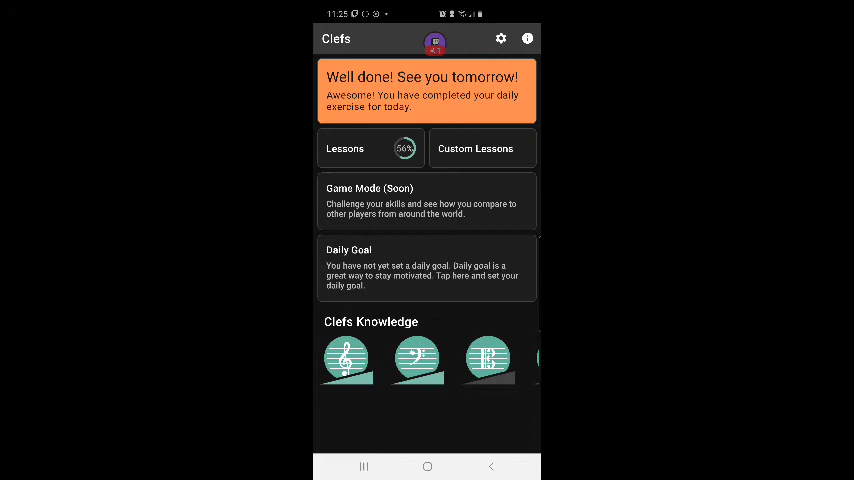 11:25
Clefs
Well done! See you tomorrow!
Awesome! You have completed your daily
exercise for today.
Lessons
56%
Custom Lessons
Game Mode (Soon)
Challenge your skills and see how you compare to
other players from around the world.
Daily Goal
You have not yet set a daily goal. Daily goal is a
great way to stay motivated. Tap here and set your
daily goal.
Clefs Knowledge